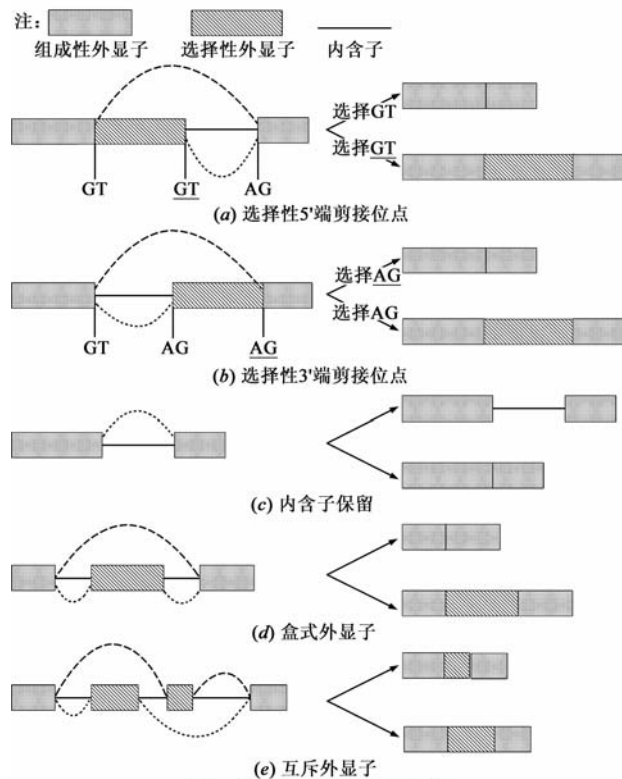 注：
组成性外显子 选择性外显子 内含子
选择GT
选择GT
GT GT AG
(a) 选择性5'端剪接位点
选择AG
选择AG
GT AG AG
(b) 选择性3'端剪接位点
(c) 内含子保留
(d) 盒式外显子
(e) 互斥外显子